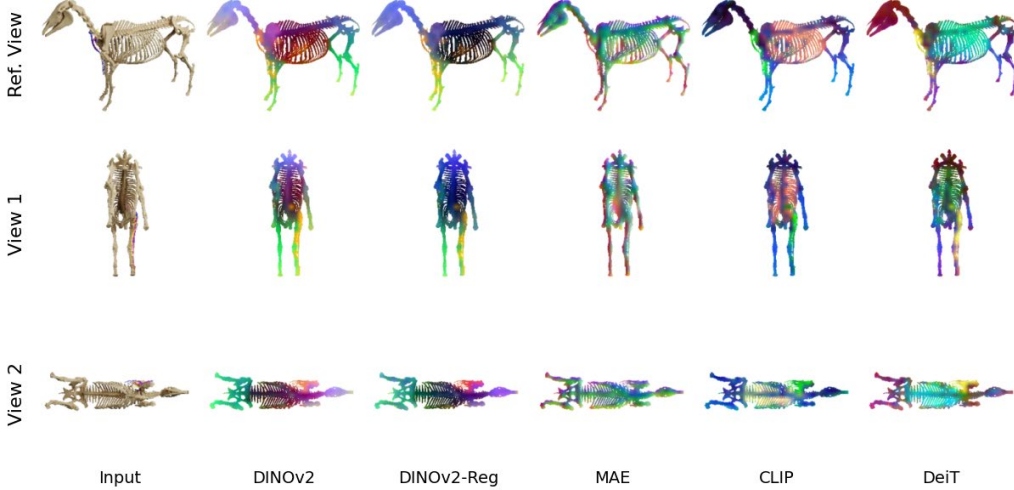 Ref. View
View 1
View 2
Input DINOv2 DINOv2-Reg MAE CLIP DeiT